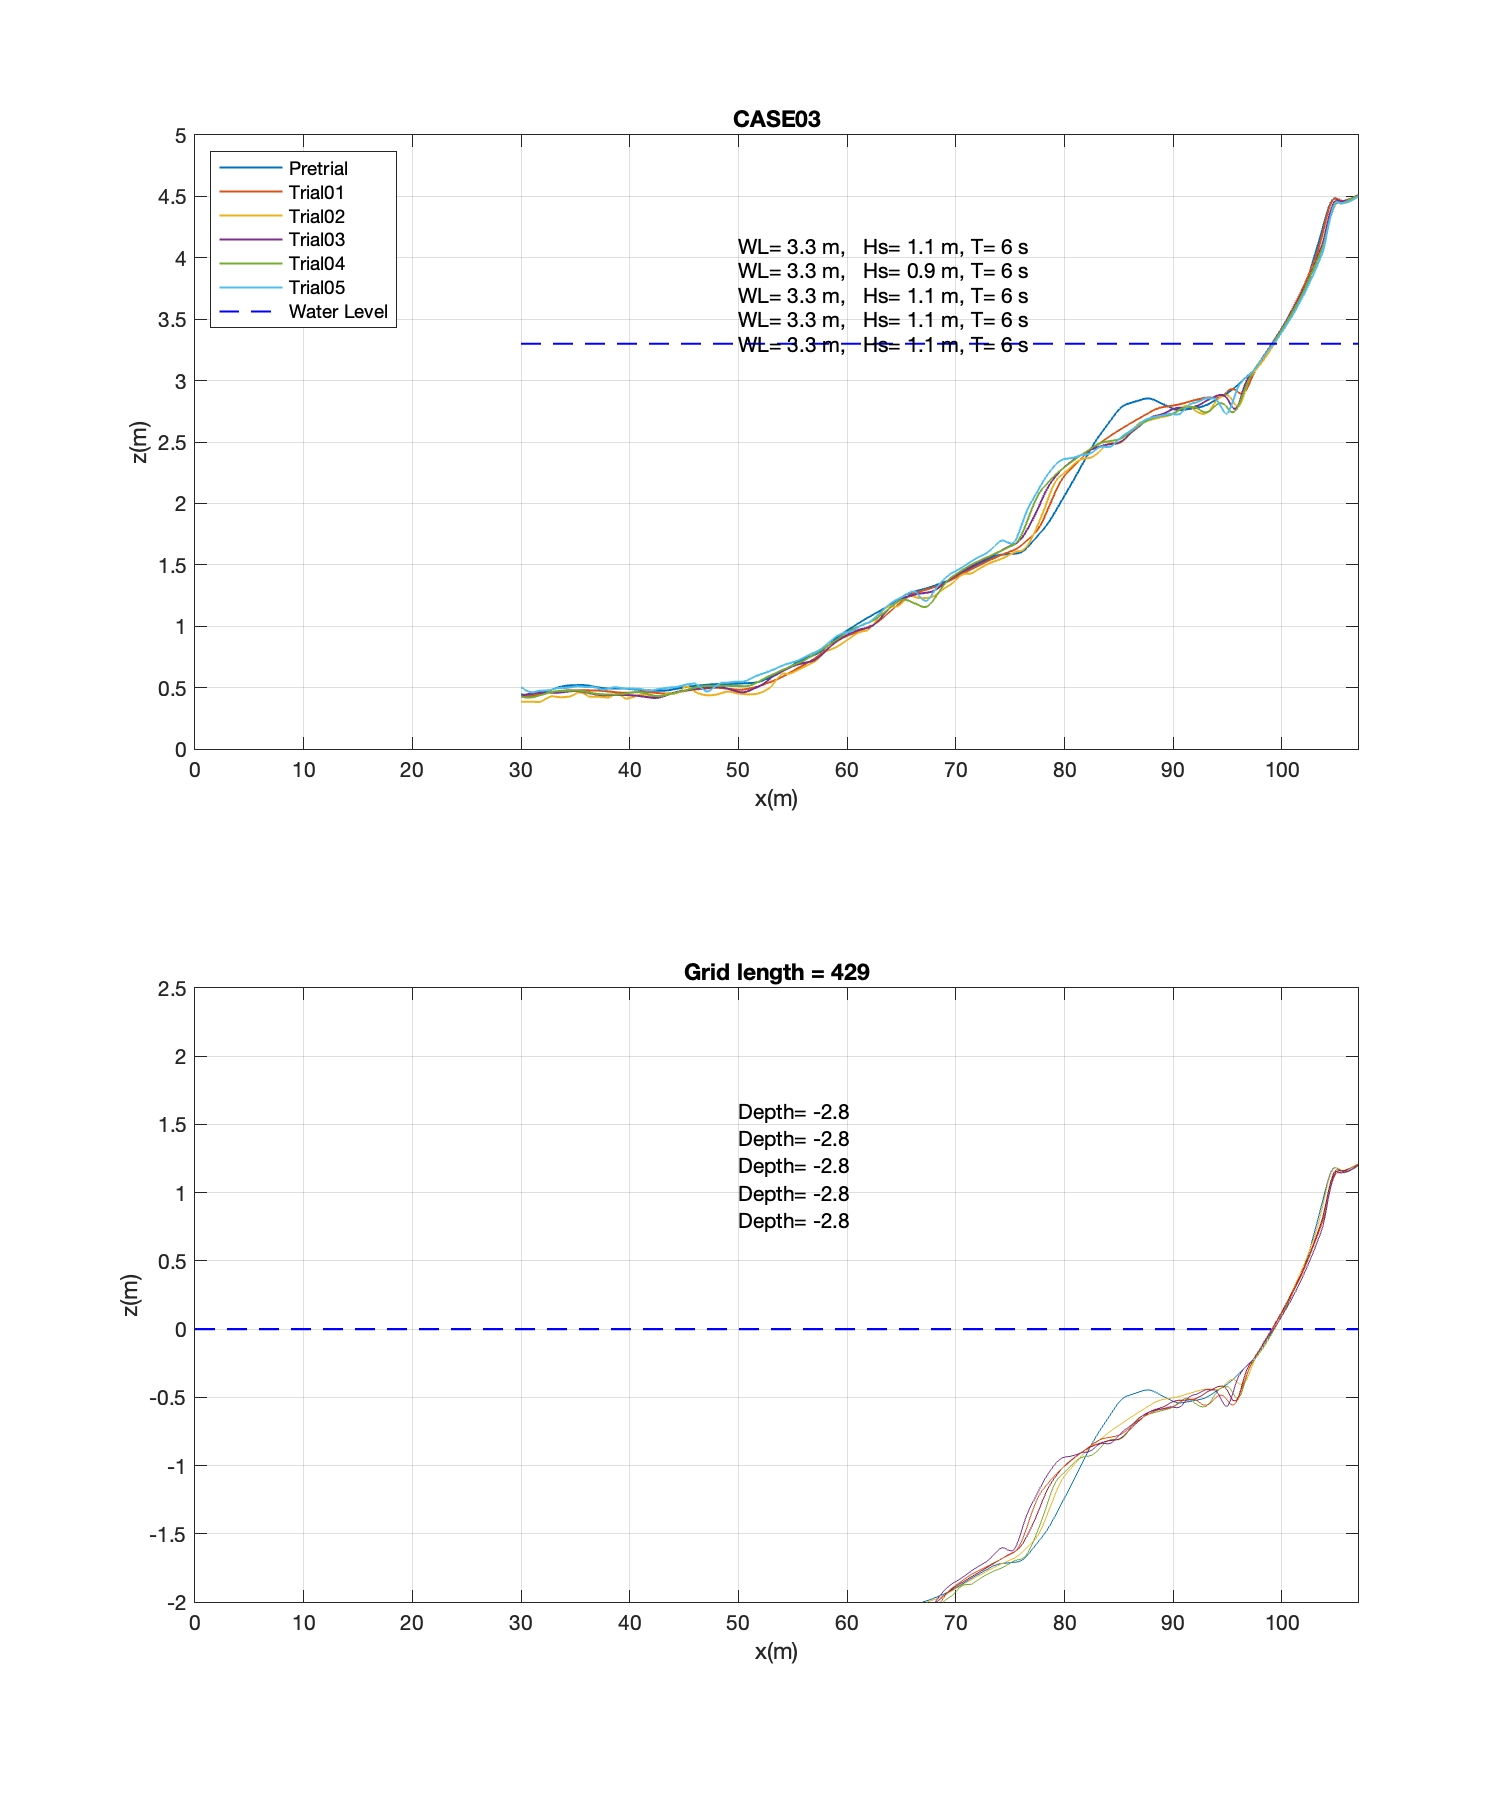 CASE03
5
4.5
4
3.5
3
2.5
2
1.5
1
0.5
0
z(m)
Pretrial
Trial01
Trial02
Trial03
Trial04
Trial05
Water Level
WL= 3.3 m, Hs= 1.1 m, T= 6 s
WL= 3.3 m, Hs= 0.9 m, T= 6 s
WL= 3.3 m, Hs= 1.1 m, T= 6 s
WL= 3.3 m, Hs= 1.1 m, T= 6 s
WL= 3.3 m, Hs= 1.1 m, T= 6 s
0 10 20 30 40 50 60 70 80 90 100
x(m)
Grid length = 429
2.5
2
1.5
1
0.5
0
-0.5
-1
-1.5
-2
z(m)
Depth= -2.8
Depth= -2.8
Depth= -2.8
Depth= -2.8
Depth= -2.8
0 10 20 30 40 50 60 70 80 90 100
x(m)